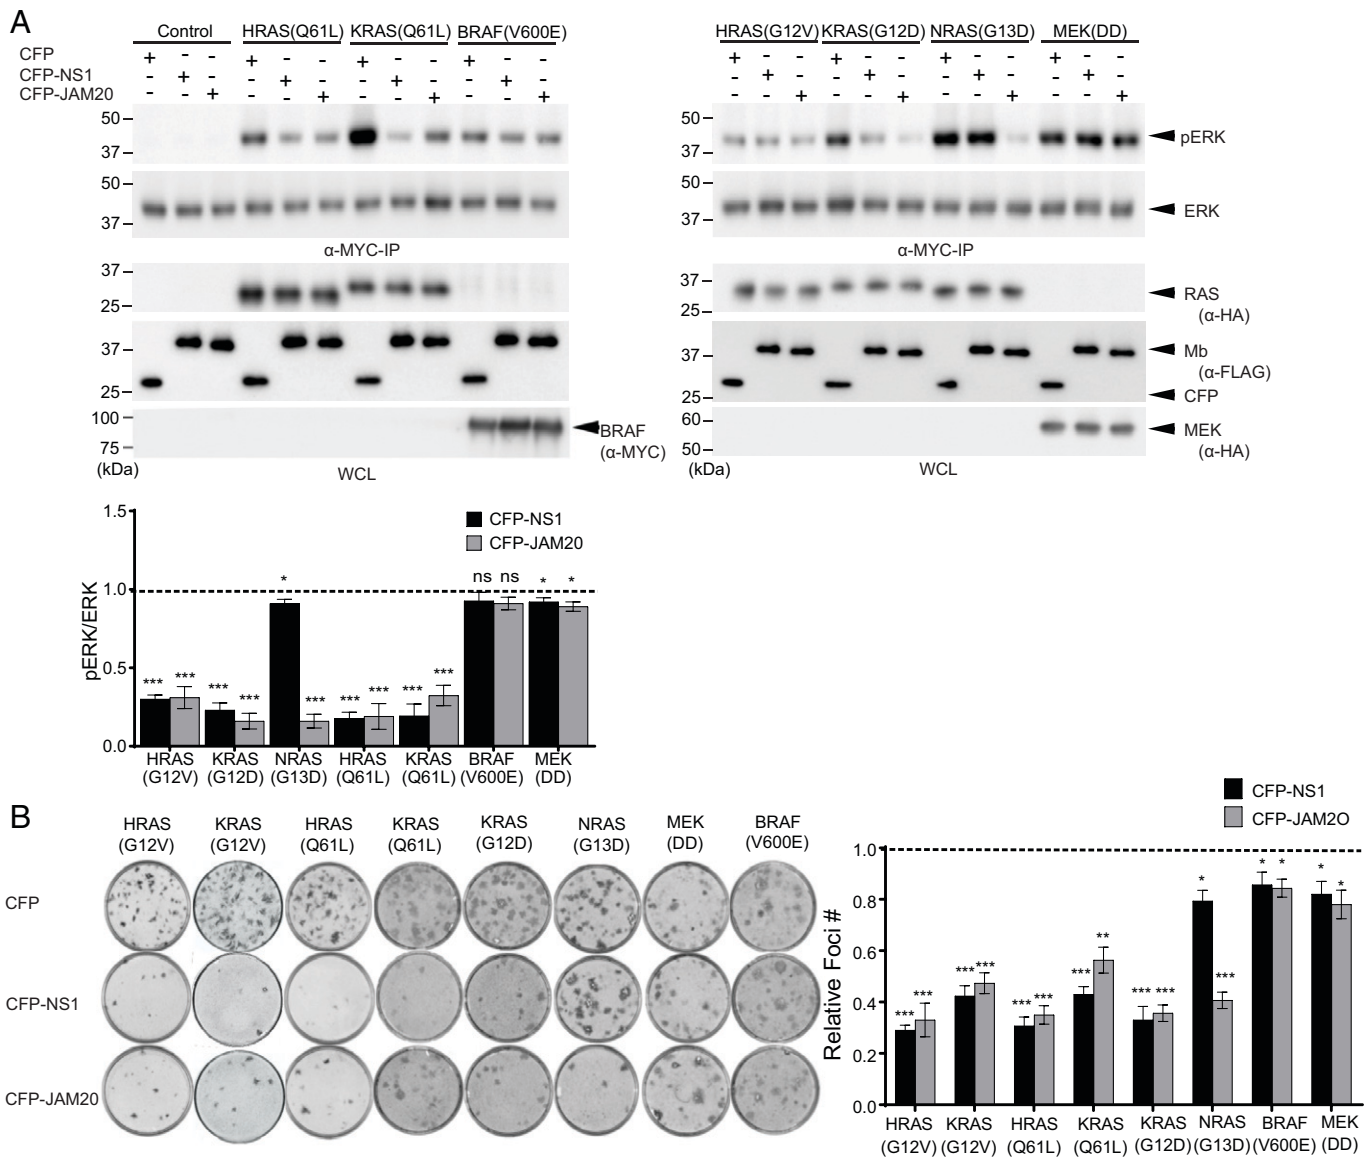 A
Control HRAS(Q61L) KRAS(Q61L) BRAF(V600E)
CFP + - - + - - + - - + - -
CFP-NS1 - + - - + - - + - - + -
CFP-JAM20 - - + - - + - - + - - +
50
37
50
37
α-MYC-IP
37
25
37
25
100
75
(kDa)
BRAF
(α-MYC)
WCL
HRAS(G12V) KRAS(G12D) NRAS(G13D) MEK(DD)
+ - - + - - + - - + - -
- + - - + - - + - - + -
- - + - - + - - + - - +
50
37
pERK
50
37
ERK
α-MYC-IP
37
25
RAS
(α-HA)
37
25
Mb
(α-FLAG)
CFP
60
50
MEK
(α-HA)
(kDa)
WCL
CFP-NS1
CFP-JAM20
pERK/ERK
1.5
1.0
0.5
0.0
*** *** *** *** * *** *** *** *** *** ns ns * *
HRAS KRAS NRAS HRAS KRAS BRAF MEK
(G12V) (G12D) (G13D) (Q61L) (Q61L) (V600E) (DD)
B
HRAS KRAS HRAS KRAS KRAS NRAS MEK BRAF
(G12V) (G12V) (Q61L) (Q61L) (G12D) (G13D) (DD) (V600E)
CFP
CFP-NS1
CFP-JAM20
CFP-NS1
CFP-JAM2O
Relative Foci #
1.0
0.8
0.6
0.4
0.2
0.0
*** *** *** *** *** *** *** ** *** *** * *** * * * *
HRAS KRAS HRAS KRAS KRAS NRAS BRAF MEK
(G12V) (G12V) (Q61L) (Q61L) (G12D) (G13D) (V600E) (DD)